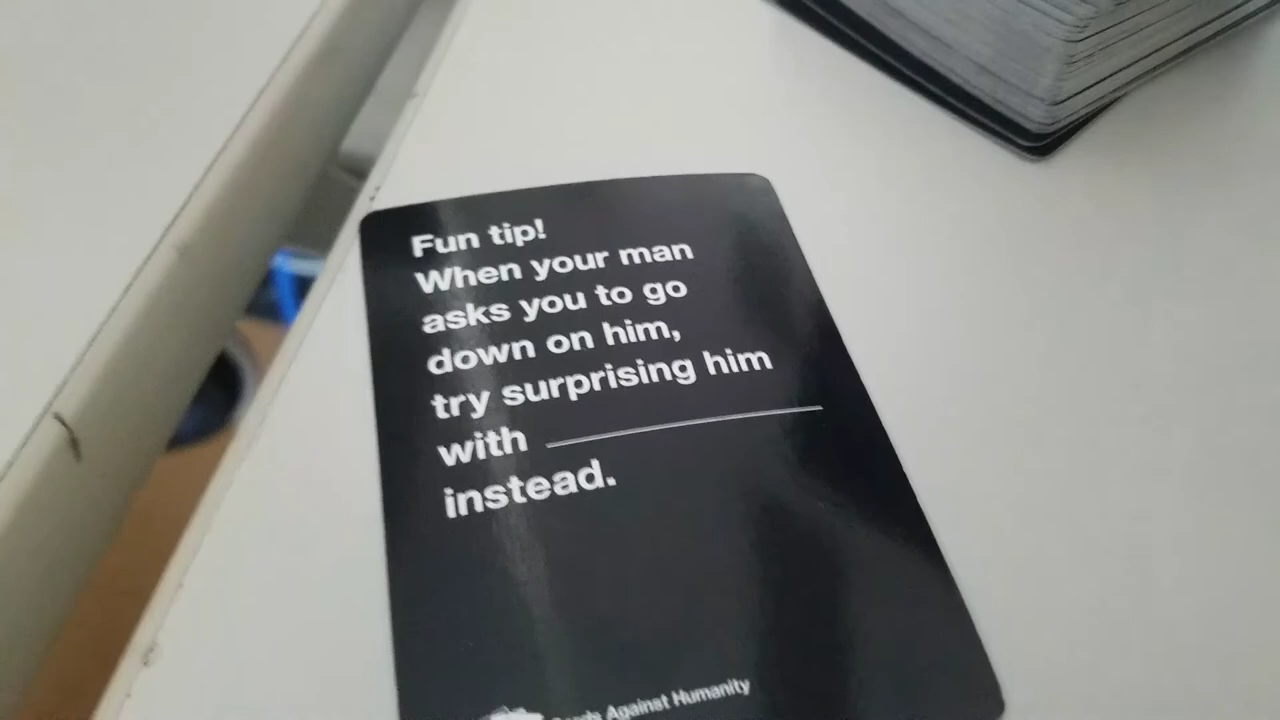 Fun tip!
When your man
asks you to go
down on him,
try surprising him
with ____________
instead.
Cards Against Humanity